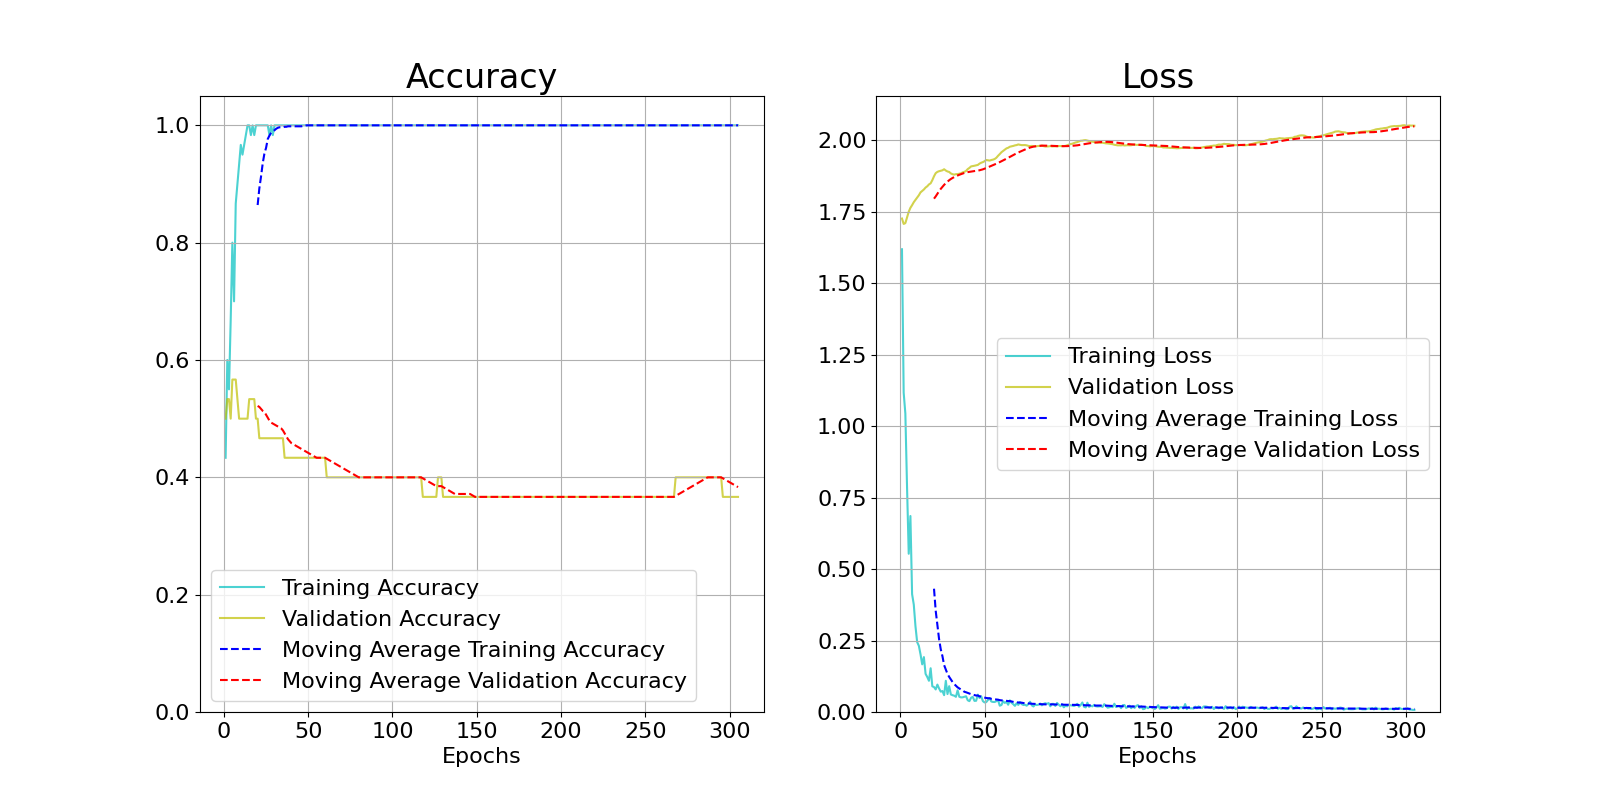 Accuracy
1.0
0.8
0.6
0.4
0.2
0.0
Training Accuracy
Validation Accuracy
Moving Average Training Accuracy
Moving Average Validation Accuracy
0 50 100 150 200 250 300
Epochs
Loss
2.00
1.75
1.50
1.25
1.00
0.75
0.50
0.25
0.00
Training Loss
Validation Loss
Moving Average Training Loss
Moving Average Validation Loss
0 50 100 150 200 250 300
Epochs